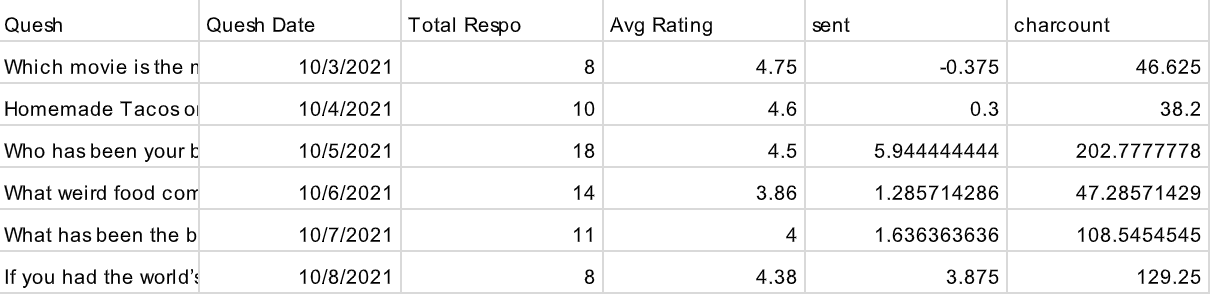 Quesh Quesh Date Total Respo Avg Rating sent charcount
Which movie is the 10/3/2021 8 4.75 -0.375 46.625
Homemade Tacos 10/4/2021 10 4.6 0.3 38.2
Who has been your 10/5/2021 18 4.5 5.944444444 202.7777778
What weird food 10/6/2021 14 3.86 1.285714286 47.28571429
What has been the 10/7/2021 11 4 1.636363636 108.5454545
If you had the world's 10/8/2021 8 4.38 3.875 129.25